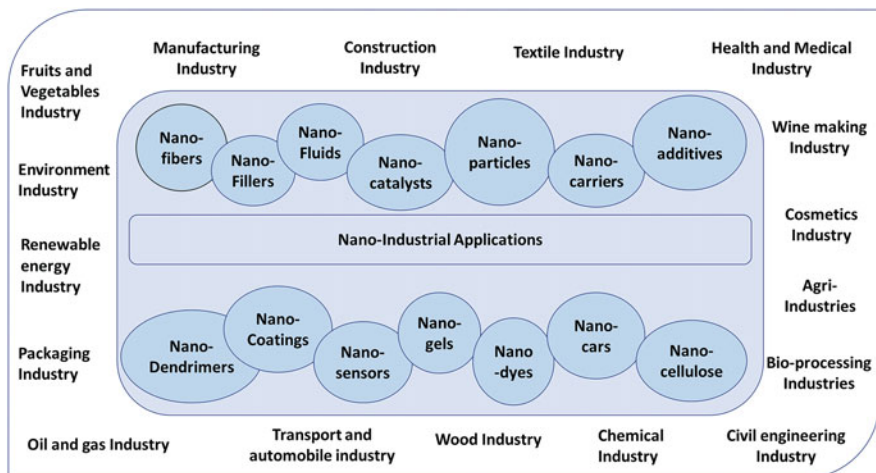 Manufacturing
Industry
Construction
Industry
Textile Industry
Health and Medical
Industry
Fruits and
Vegetables
Industry
Environment
Industry
Renewable
energy
Industry
Packaging
Industry
Nano-
fibers
Nano-
Fillers
Nano-
Fluids
Nano-
catalysts
Nano-
particles
Nano-
carriers
Nano-
additives
Nano-Industrial Applications
Nano-
Dendrimers
Nano-
Coatings
Nano-
sensors
Nano-
gels
Nano
-dyes
Nano-
cars
Nano-
cellulose
Wine making
Industry
Cosmetics
Industry
Agri-
Industries
Bio-processing
Industries
Oil and gas Industry
Transport and
automobile industry
Wood Industry
Chemical
Industry
Civil engineering
Industry